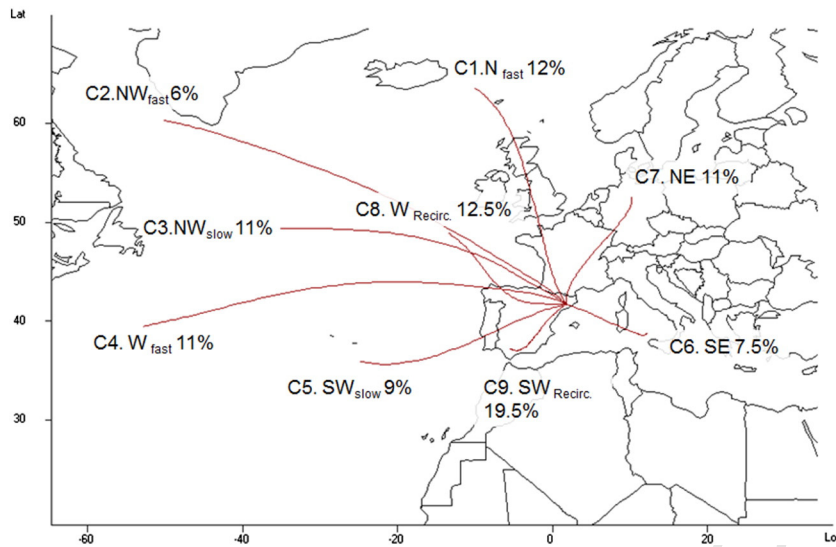 Lat
60
50
40
30
C1.N fast 12%
C2.NWfast 6%
C7. NE 11%
C8. W Recirc. 12.5%
C3.NWslow 11%
C4. W fast 11%
C6. SE 7.5%
C5. SWslow 9%
C9. SW Recirc.
19.5%
-60
-40
-20
0
20
Lo